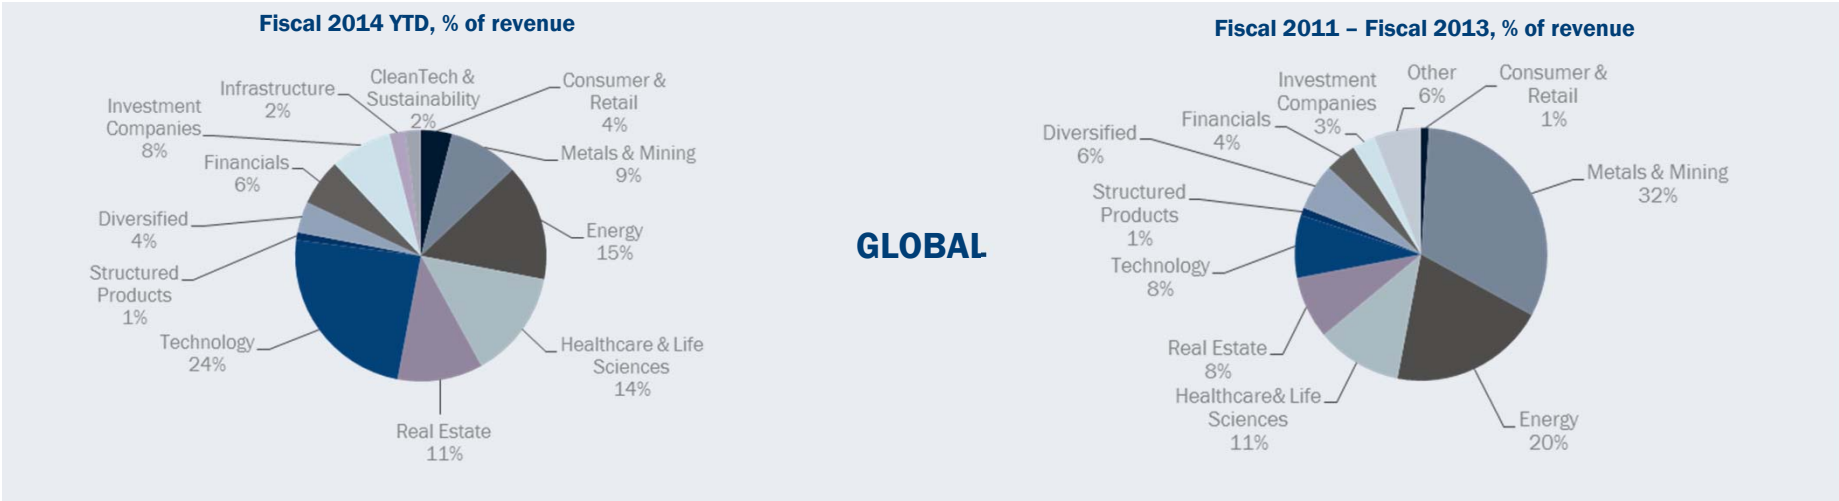 Fiscal 2014 YTD, % of revenue
CleanTech &
Sustainability
2%
Consumer &
Retail
4%
Metals & Mining
9%
Energy
15%
Healthcare & Life
Sciences
14%
Real Estate
11%
Technology
24%
Structured
Products
1%
Diversified
4%
Financials
6%
Investment
Companies
8%
Infrastructure
2%
GLOBAL
Fiscal 2011 – Fiscal 2013, % of revenue
Other
6%
Consumer &
Retail
1%
Metals & Mining
32%
Energy
20%
Healthcare& Life
Sciences
11%
Real Estate
8%
Technology
8%
Structured
Products
1%
Diversified
6%
Financials
4%
Investment
Companies
3%